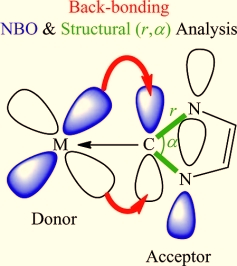 Back-bonding
NBO & Structural (r,α) Analysis
N
r
M
C
α
N
Donor
Acceptor